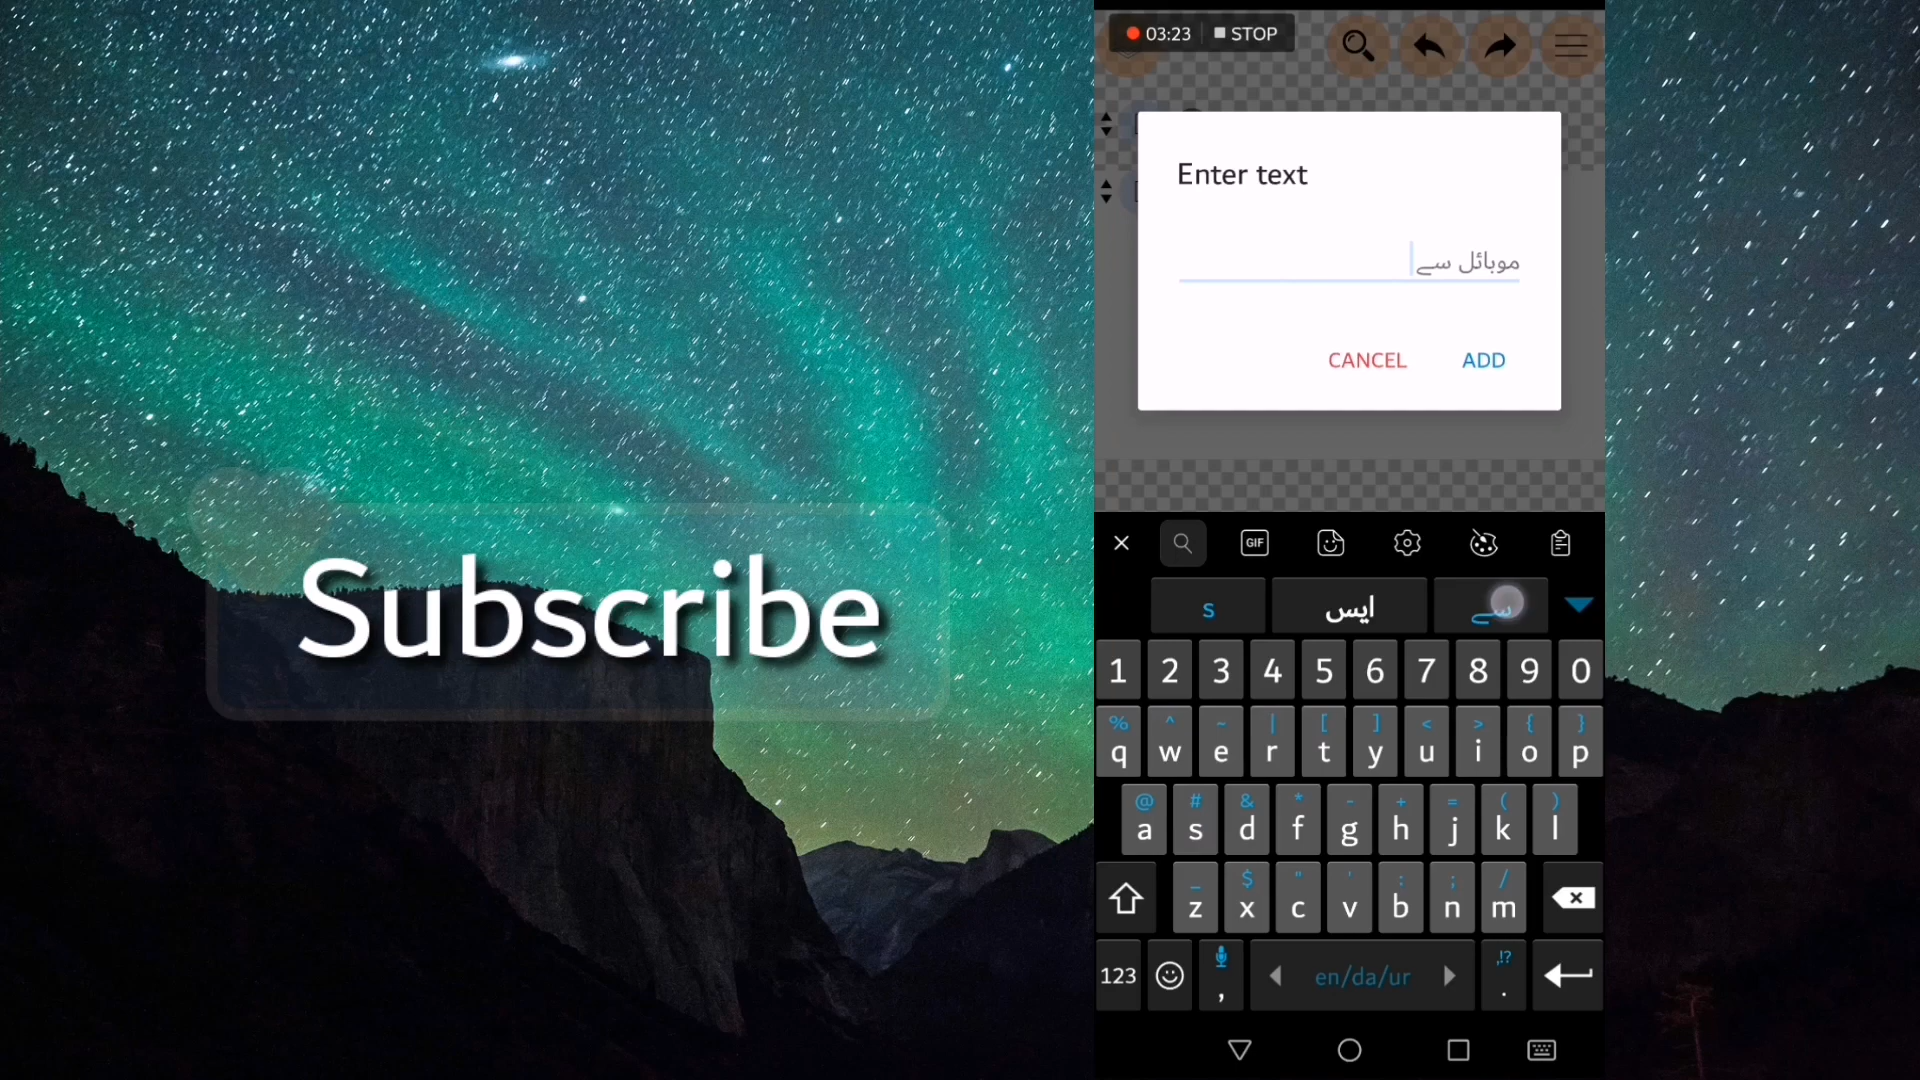 Subscribe
03:23 STOP
Enter text
موبائل سے
CANCEL ADD
GIF
s ایس سے
1 2 3 4 5 6 7 8 9 0
% ^ ~ | [ ] < > { }
q w e r t y u i o p
@ # & * - + = ( )
a s d f g h j k l
_ $ " ' : ; /
z x c v b n m
123 , en/da/ur ,!? .